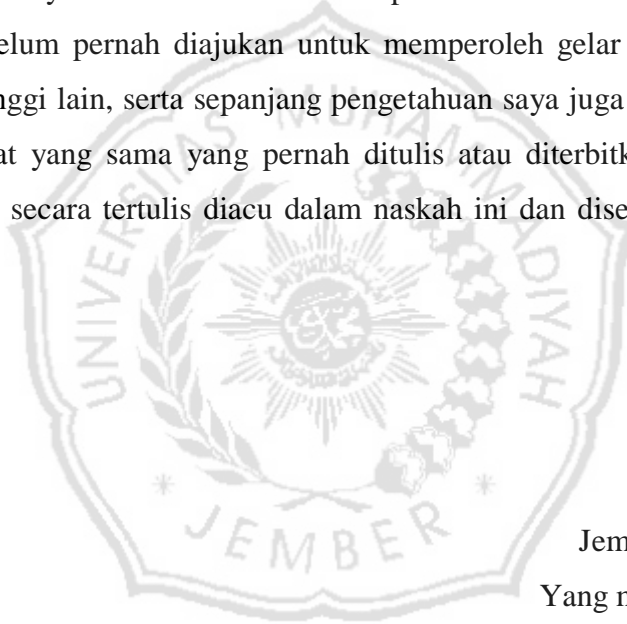 elum pernah diajukan untuk memperoleh gelar
nggi lain, serta sepanjang pengetahuan saya juga
at yang sama yang pernah ditulis atau diterbitk
secara tertulis diacu dalam naskah ini dan dise
UNIVERSITAS MUHAMMADIYAH
* JEMBER *
Jem
Yang m